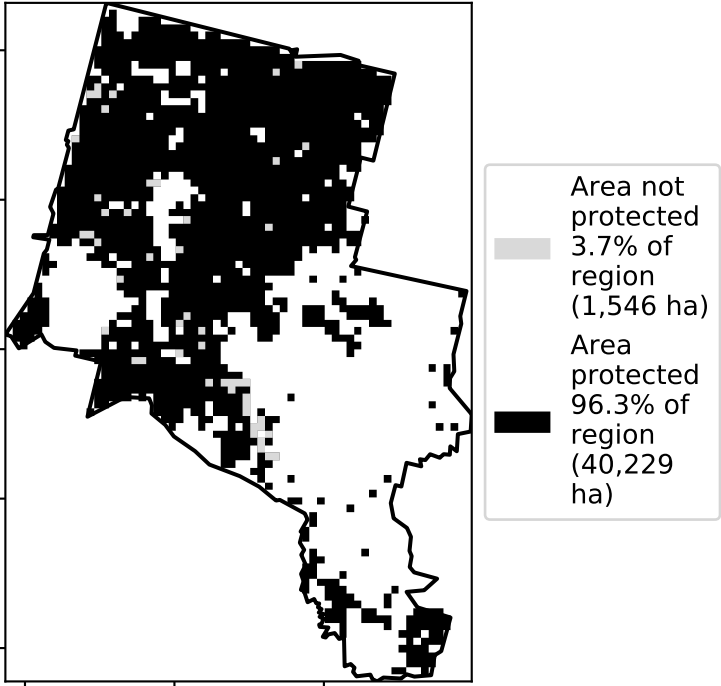 Area not
protected
3.7% of
region
(1,546 ha)
Area
protected
96.3% of
region
(40,229
ha)